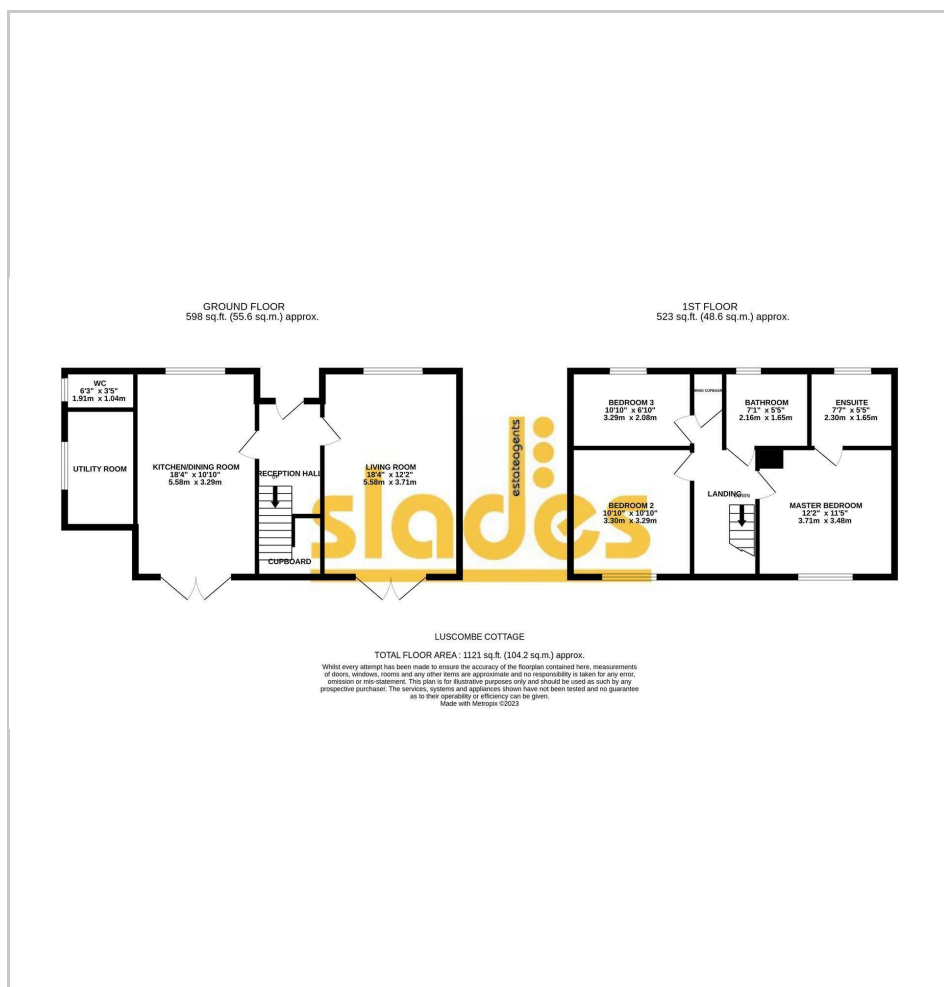 GROUND FLOOR
598 sq.ft. (55.6 sq.m.) approx.
1ST FLOOR
523 sq.ft. (48.6 sq.m.) approx.
WC
6'3" x 3'5"
1.91m x 1.04m
UTILITY ROOM
KITCHEN/DINING ROOM
18'4" x 10'10"
5.58m x 3.29m
RECEPTION HALL
UP
CUPBOARD
LIVING ROOM
18'4" x 12'2"
5.58m x 3.71m
BEDROOM 3
10'10" x 6'10"
3.29m x 2.08m
CUPBOARD
BATHROOM
7'1" x 5'5"
2.16m x 1.65m
ENSUITE
7'7" x 5'5"
2.30m x 1.65m
BEDROOM 2
10'10" x 10'10"
3.30m x 3.29m
LANDING
DOWN
MASTER BEDROOM
12'2" x 11'5"
3.71m x 3.48m
slades
estateagents
LUSCOMBE COTTAGE
TOTAL FLOOR AREA : 1121 sq.ft. (104.2 sq.m.) approx.
Whilst every attempt has been made to ensure the accuracy of the floorplan contained here, measurements
of doors, windows, rooms and any other items are approximate and no responsibility is taken for any error,
omission or mis-statement. This plan is for illustrative purposes only and should be used as such by any
prospective purchaser. The services, systems and appliances shown have not been tested and no guarantee
as to their operability or efficiency can be given.
Made with Metropix ©2023